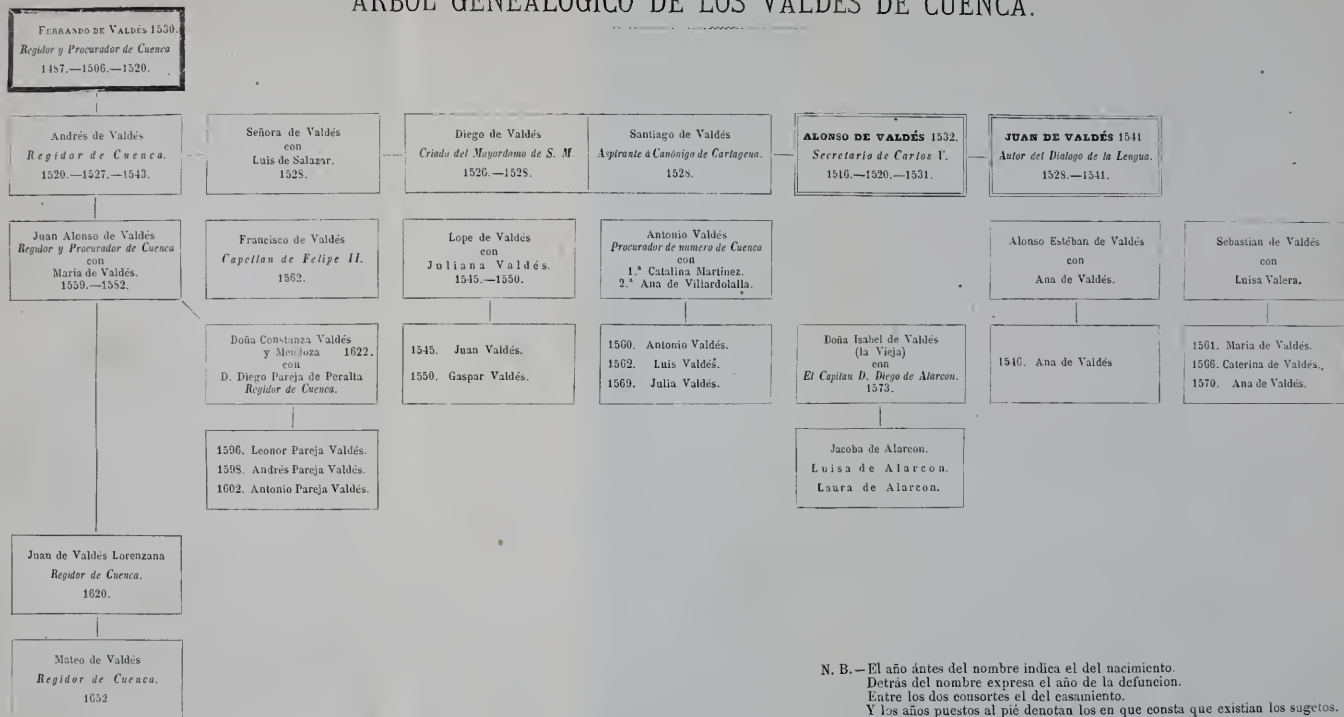 ÁRBOL GENEALÓGICO DE LOS VALDÉS DE CUENCA.
FERRANDO DE VALDÉS 1530.
Regidor y Procurador de Cuenca
1487.—1506.—1520.
Andrés de Valdés
Regidor de Cuenca.
1520.—1527.—1543.
Señora de Valdés
con
Luis de Salazar.
1528.
Diego de Valdés
Criado del Mayordomo de S. M.
1526.—1528.
Santiago de Valdés
Aspirante á Canónigo de Cartagena.
1528.
ALONSO DE VALDÉS 1532.
Secretario de Carlos V.
1516.—1520.—1531.
JUAN DE VALDÉS 1541
Autor del Dialogo de la Lengua.
1528.—1541.
Juan Alonso de Valdés
Regidor y Procurador de Cuenca
con
Maria de Valdés.
1559.—1582.
Francisco de Valdés
Capellan de Felipe II.
1562.
Lope de Valdés
con
Juliana Valdés.
1545.—1550.
Antonio Valdés
Procurador de numero de Cuenca
con
1.ª Catalina Martínez.
2.ª Ana de Villardolalla.
Alonso Estéban de Valdés
con
Ana de Valdés.
Sebastian de Valdés
con
Luisa Valera.
Doña Constanza Valdés
y Mendoza 1622.
con
D. Diego Pareja de Peralta
Regidor de Cuenca.
1545. Juan Valdés.
1550. Gaspar Valdés.
1560. Antonio Valdés.
1562. Luis Valdés.
1569. Julia Valdés.
Doña Isabel de Valdés
(la Vieja)
con
El Capitan D. Diego de Alarcon.
1573.
1546. Ana de Valdés
1561. Maria de Valdés.
1566. Caterina de Valdés.
1570. Ana de Valdés.
1596. Leonor Pareja Valdés.
1598. Andrés Pareja Valdés.
1602. Antonio Pareja Valdés.
Jacoba de Alarcon.
Luisa de Alarcon.
Laura de Alarcon.
Juan de Valdés Lorenzana
Regidor de Cuenca.
1620.
Mateo de Valdés
Regidor de Cuenca.
1652
N. B.—El año ántes del nombre indica el del nacimiento.
Detrás del nombre expresa el año de la defuncion.
Entre los dos consortes el del casamiento.
Y los años puestos al pié denotan los en que consta que existian los sugetos.